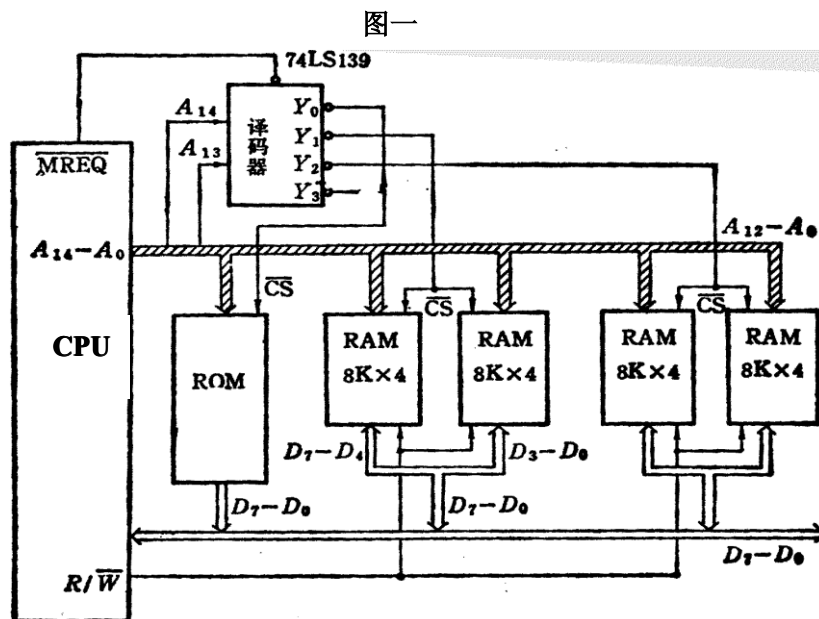 图一
74LS139
A14
A13
译码器
Y0
Y1
Y2
Y3
MREQ
A14-A0
A12-A0
CS
CS
CS
CPU
ROM
RAM
8K×4
RAM
8K×4
RAM
8K×4
RAM
8K×4
D7-D4
D3-D0
D7-D0
D7-D0
D7-D0
R/W